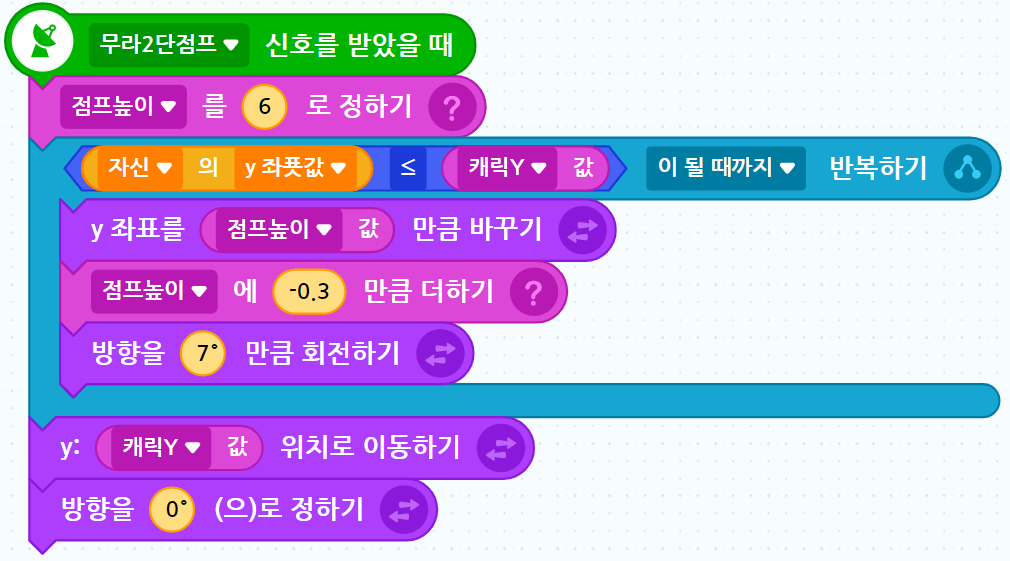 무라2단점프 신호를 받았을 때
점프높이 를 6 로 정하기 ?
자신 의 y 좌푯값 ≤ 캐릭Y 값 이 될 때까지 반복하기
y 좌표를 점프높이 값 만큼 바꾸기
점프높이 에 -0.3 만큼 더하기 ?
방향을 7° 만큼 회전하기
y: 캐릭Y 값 위치로 이동하기
방향을 0° (으)로 정하기